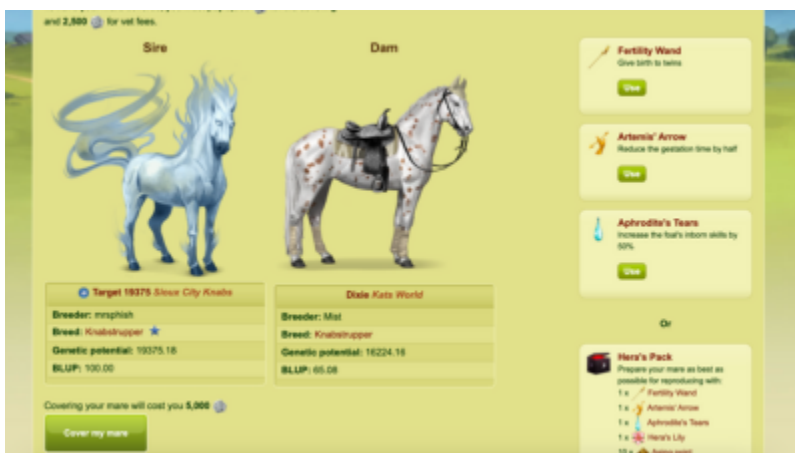 and 2,500 for vet fees.
Sire
Dam
Target 19375 Sioux City Knabs
Breeder: mrsphish
Breed: Knabstrupper
Genetic potential: 19375.18
BLUP: 100.00
Dixie Kats World
Breeder: Mist
Breed: Knabstrupper
Genetic potential: 16224.16
BLUP: 65.08
Covering your mare will cost you 5,000
Cover my mare
Fertility Wand
Give birth to twins
Use
Artemis' Arrow
Reduce the gestation time by half
Use
Aphrodite's Tears
Increase the foal's inborn skills by
50%
Use
Or
Hera's Pack
Prepare your mare as best as
possible for reproducing with:
1 x Fertility Wand
1 x Artemis' Arrow
1 x Aphrodite's Tears
1 x Hera's Lily
10 x